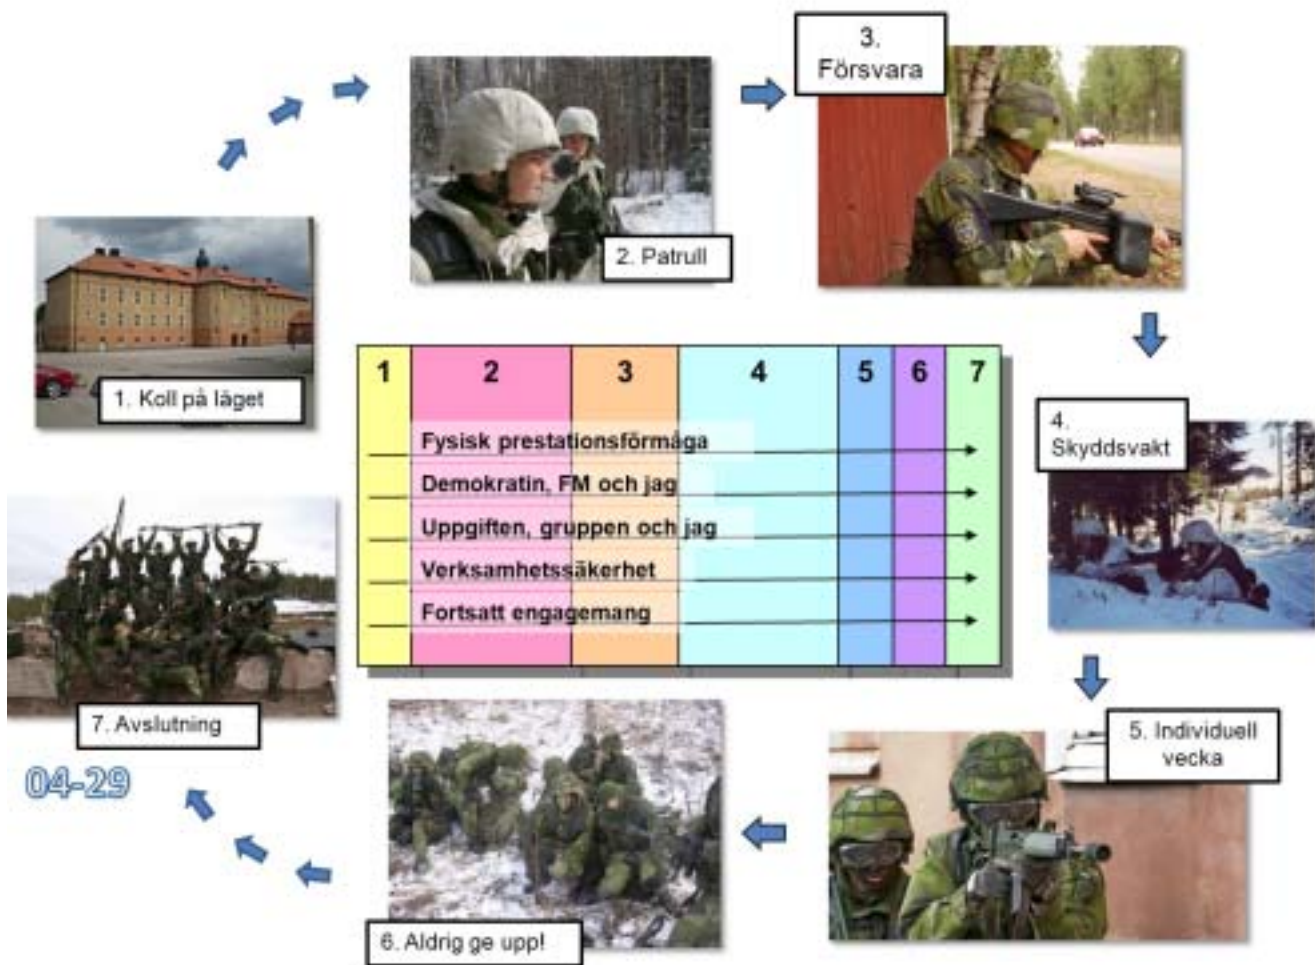 1. Koll på läget
2. Patrull
3.
Försvara
4.
Skyddsvakt
5. Individuell
vecka
6. Aldrig ge upp!
7. Avslutning
04-29
1 2 3 4 5 6 7
Fysisk prestationsförmåga
Demokratin, FM och jag
Uppgiften, gruppen och jag
Verksamhetssäkerhet
Fortsatt engagemang